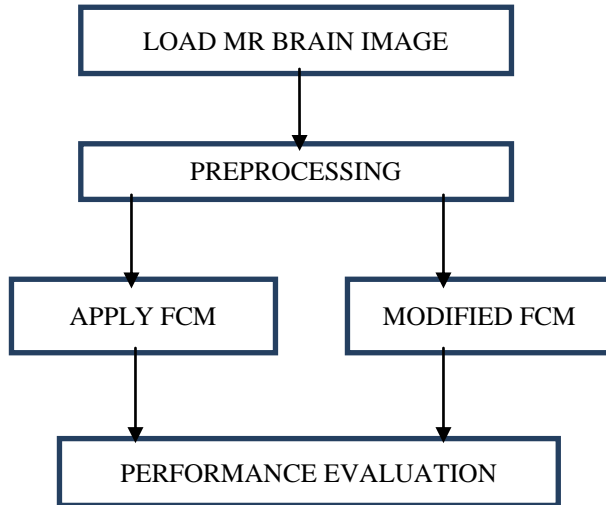 LOAD MR BRAIN IMAGE
PREPROCESSING
APPLY FCM
MODIFIED FCM
PERFORMANCE EVALUATION